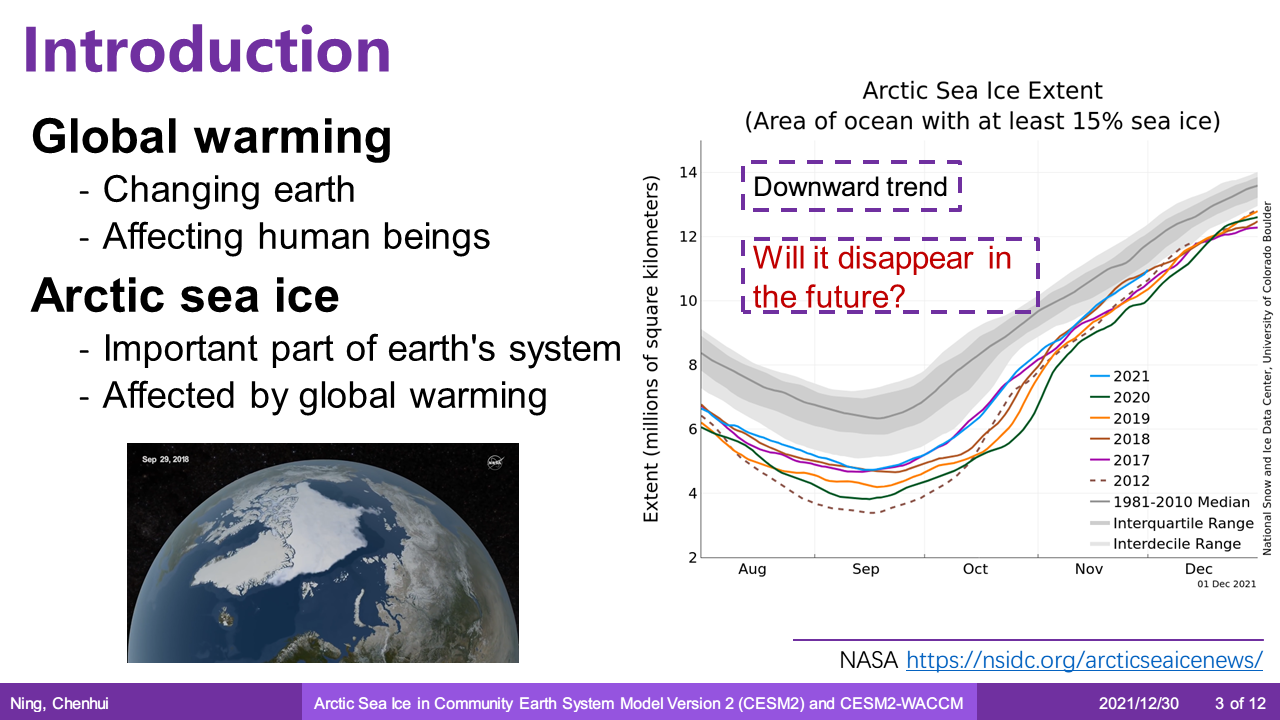 Introduction
Global warming
- Changing earth
- Affecting human beings
Arctic sea ice
- Important part of earth's system
- Affected by global warming
Sep 29, 2018
NASA
Arctic Sea Ice Extent
(Area of ocean with at least 15% sea ice)
Extent (millions of square kilometers)
14
12
10
8
6
4
2
Downward trend
Will it disappear in
the future?
2021
2020
2019
2018
2017
2012
1981-2010 Median
Interquartile Range
Interdecile Range
Aug Sep Oct Nov Dec
01 Dec 2021
National Snow and Ice Data Center, University of Colorado Boulder
NASA https://nsidc.org/arcticseaicenews/
Ning, Chenhui
Arctic Sea Ice in Community Earth System Model Version 2 (CESM2) and CESM2-WACCM
2021/12/30
3 of 12